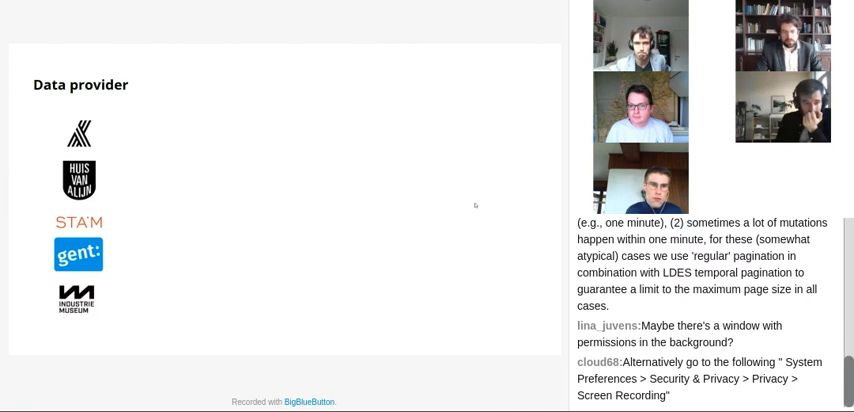 Data provider
HUIS
VAN
ALIJN
STAM
gent:
INDUSTRIE
MUSEUM
Recorded with BigBlueButton.
(e.g., one minute), (2) sometimes a lot of mutations
happen within one minute, for these (somewhat
atypical) cases we use 'regular' pagination in
combination with LDES temporal pagination to
guarantee a limit to the maximum page size in all
cases.
lina_juvens:Maybe there's a window with
permissions in the background?
cloud68:Alternatively go to the following " System
Preferences > Security & Privacy > Privacy >
Screen Recording"